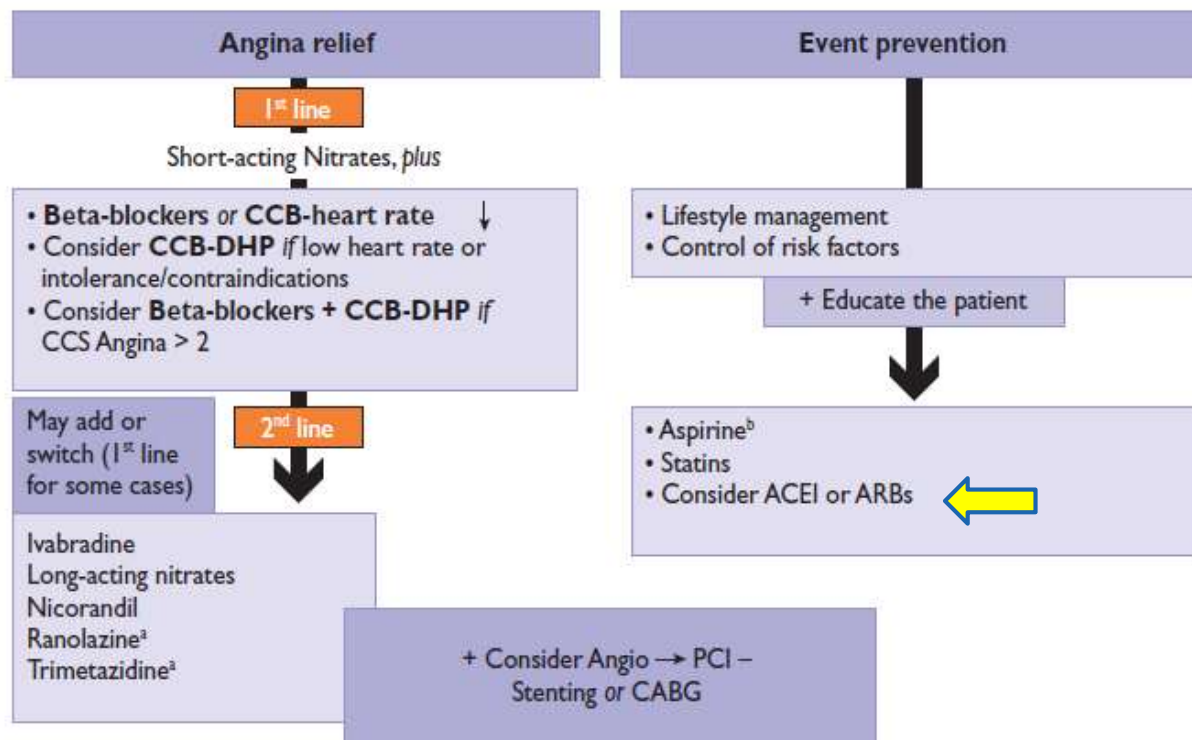 Angina relief
1st line
Short-acting Nitrates, plus
• Beta-blockers or CCB-heart rate ↓
• Consider CCB-DHP if low heart rate or
intolerance/contraindications
• Consider Beta-blockers + CCB-DHP if
CCS Angina > 2
May add or
switch (1st line
for some cases)
2nd line
Ivabradine
Long-acting nitrates
Nicorandil
Ranolazineᵃ
Trimetazidineᵃ
+ Consider Angio → PCI –
Stenting or CABG
Event prevention
• Lifestyle management
• Control of risk factors
+ Educate the patient
• Aspirineᵇ
• Statins
• Consider ACEI or ARBs